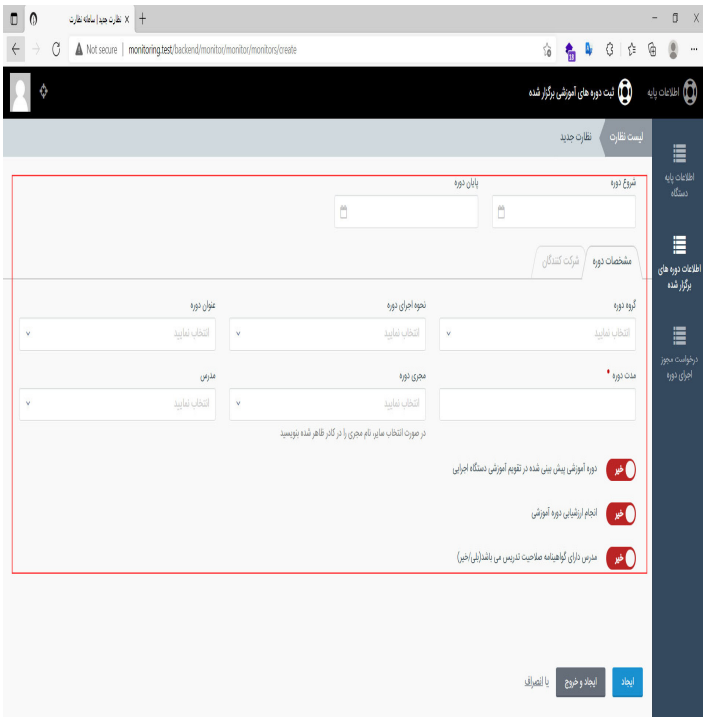 نظارت جدید | سامانه نظارت
Not secure | monitoring.test/backend/monitor/monitor/monitors/create
اطلاعات پایه
ثبت دوره های آموزشی برگزار شده
لیست نظارت
نظارت جدید
اطلاعات پایه
دستگاه
اطلاعات دوره های
برگزار شده
درخواست مجوز
اجرای دوره
شروع دوره
پایان دوره
مشخصات دوره
شرکت کنندگان
گروه دوره
نحوه اجرای دوره
عنوان دوره
انتخاب نمایید
انتخاب نمایید
انتخاب نمایید
مدت دوره *
مجری دوره
مدرس
انتخاب نمایید
انتخاب نمایید
در صورت انتخاب سایر، نام مجری را در کادر ظاهر شده بنویسید
خیر
دوره آموزشی پیش بینی شده در تقویم آموزشی دستگاه اجرایی
خیر
انجام ارزشیابی دوره آموزشی
خیر
مدرس دارای گواهینامه صلاحیت تدریس می باشد(بلی/خیر)
ایجاد
ایجاد و خروج
یا انصراف